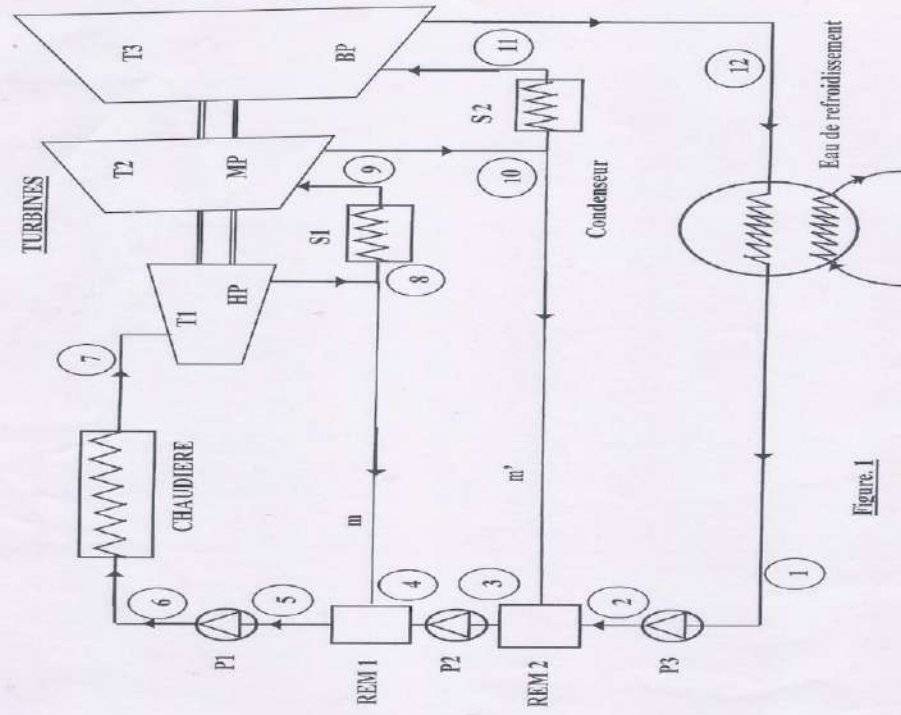 TURBINES
T3
BP
T2
MP
T1
HP
7
CHAUDIERE
6
P1
5
REM 1
4
P2
3
REM 2
2
P3
1
m
8
S1
9
m'
10
S 2
11
12
Condenseur
Eau de refroidissement
Figure.1